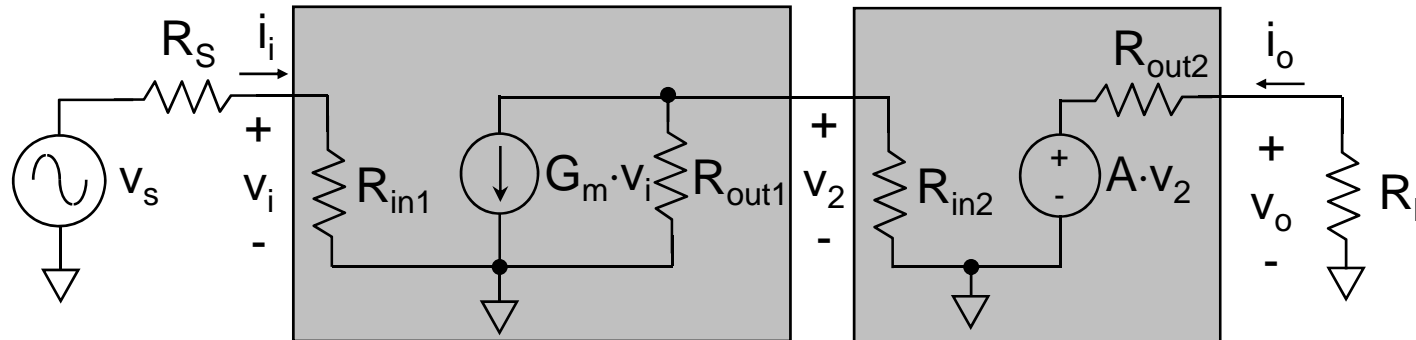 R_S
i_i
+
v_i
-
v_s
R_in1
G_m·v_i
R_out1
+
v_2
-
R_in2
+
-
A·v_2
R_out2
i_o
+
v_o
-
R